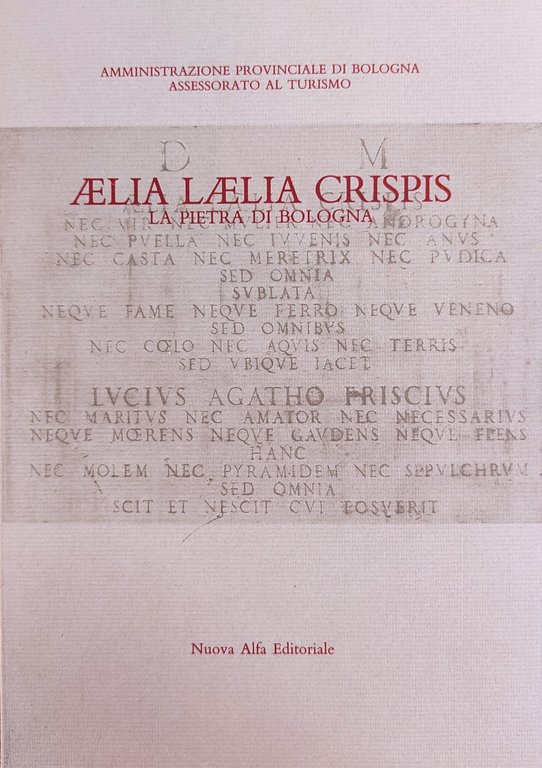 AMMINISTRAZIONE PROVINCIALE DI BOLOGNA
ASSESSORATO AL TURISMO
D M
ÆLIA LÆLIA CRISPIS
CRISPIS
LA PIETRA DI BOLOGNA
NEC VIR NEC MVLIER NEC ANDROGYNA
NEC PVELLA NEC IVVENIS NEC ANVS
NEC CASTA NEC MERETRIX NEC PVDICA
SED OMNIA
SVBLATA
NEQVE FAME NEQVE FERRO NEQVE VENENO
SED OMNIBVS
NEC CŒLO NEC AQVIS NEC TERRIS
SED VBIQVE IACET
LVCIVS AGATHO PRISCIVS
NEC MARITVS NEC AMATOR NEC NECESSARIVS
NEQVE MŒRENS NEQVE GAVDENS NEQVE FLENS
HANC
NEC MOLEM NEC PYRAMIDEM NEC SEPVLCHRVM
SED OMNIA
SCIT ET NESCIT CVI POSVERIT
Nuova Alfa Editoriale